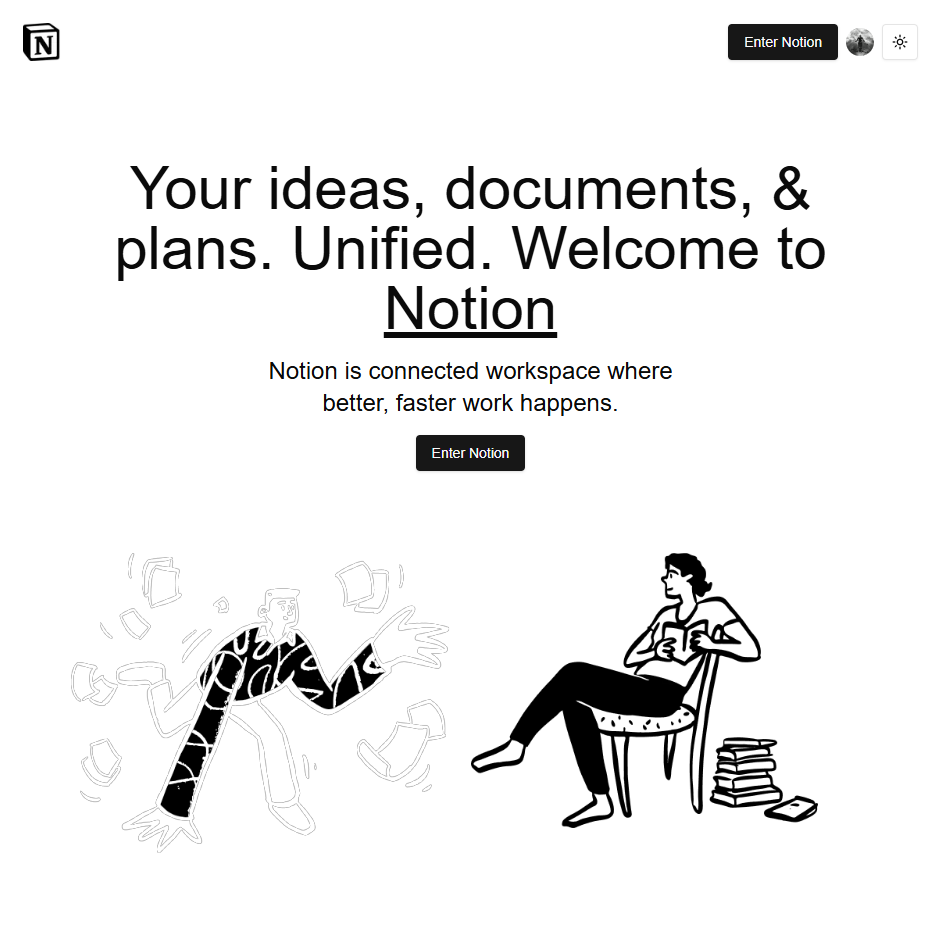 N
Enter Notion
Your ideas, documents, &
plans. Unified. Welcome to
Notion
Notion is connected workspace where
better, faster work happens.
Enter Notion